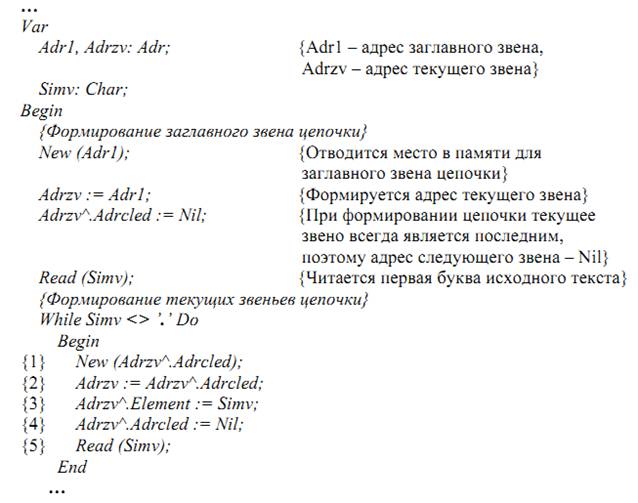 ...
Var
Adr1, Adrzv: Adr; {Adr1 – адрес заглавного звена,
Adrzv – адрес текущего звена}
Simv: Char;
Begin
{Формирование заглавного звена цепочки}
New (Adr1); {Отводится место в памяти для
заглавного звена цепочки}
Adrzv := Adr1; {Формируется адрес текущего звена}
Adrzv^.Adrcled := Nil; {При формировании цепочки текущее
звено всегда является последним,
поэтому адрес следующего звена – Nil}
Read (Simv); {Читается первая буква исходного текста}
{Формирование текущих звеньев цепочки}
While Simv <> ’.’ Do
Begin
{1} New (Adrzv^.Adrcled);
{2} Adrzv := Adrzv^.Adrcled;
{3} Adrzv^.Element := Simv;
{4} Adrzv^.Adrcled := Nil;
{5} Read (Simv);
End
...